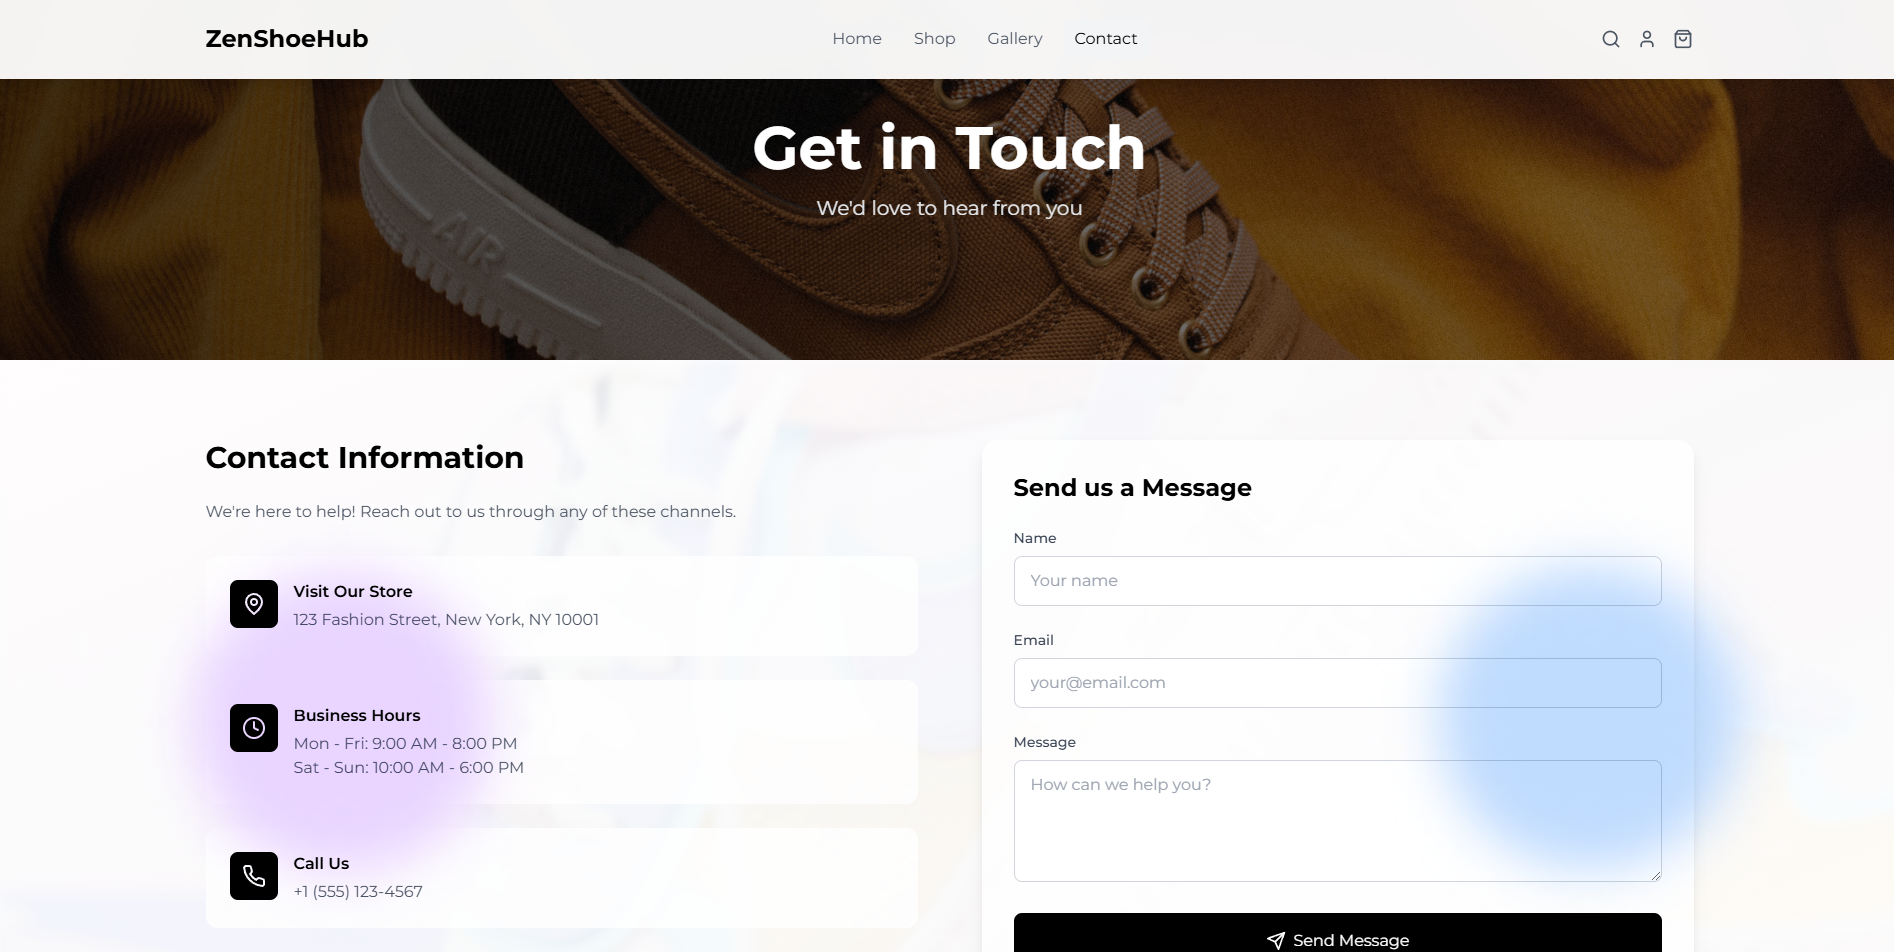 ZenShoeHub
Home Shop Gallery Contact
Get in Touch
We'd love to hear from you
AIR
Contact Information
We're here to help! Reach out to us through any of these channels.
Visit Our Store
123 Fashion Street, New York, NY 10001
Business Hours
Mon - Fri: 9:00 AM - 8:00 PM
Sat - Sun: 10:00 AM - 6:00 PM
Call Us
+1 (555) 123-4567
Send us a Message
Name
Your name
Email
your@email.com
Message
How can we help you?
Send Message